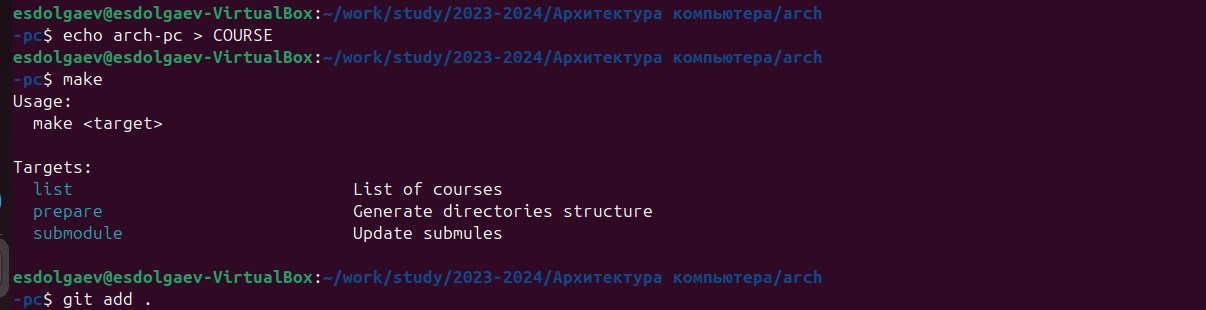 esdolgaev@esdolgaev-VirtualBox:~/work/study/2023-2024/Архитектура компьютера/arch
-pc$ echo arch-pc > COURSE
esdolgaev@esdolgaev-VirtualBox:~/work/study/2023-2024/Архитектура компьютера/arch
-pc$ make
Usage:
  make <target>

Targets:
  list                            List of courses
  prepare                         Generate directories structure
  submodule                       Update submules

esdolgaev@esdolgaev-VirtualBox:~/work/study/2023-2024/Архитектура компьютера/arch
-pc$ git add .